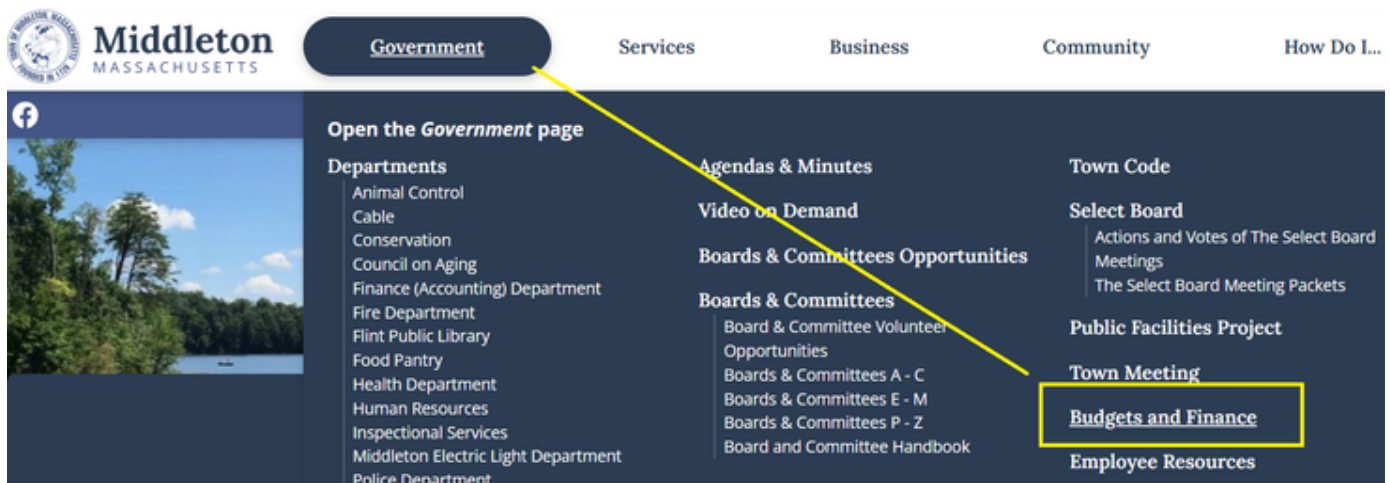 Middleton
MASSACHUSETTS
Government
Services
Business
Community
How Do I...
Open the Government page
Departments
Animal Control
Cable
Conservation
Council on Aging
Finance (Accounting) Department
Fire Department
Flint Public Library
Food Pantry
Health Department
Human Resources
Inspectional Services
Middleton Electric Light Department
Police Department
Agendas & Minutes
Video on Demand
Boards & Committees Opportunities
Boards & Committees
Board & Committee Volunteer
Opportunities
Boards & Committees A - C
Boards & Committees E - M
Boards & Committees P - Z
Board and Committee Handbook
Town Code
Select Board
Actions and Votes of The Select Board
Meetings
The Select Board Meeting Packets
Public Facilities Project
Town Meeting
Budgets and Finance
Employee Resources